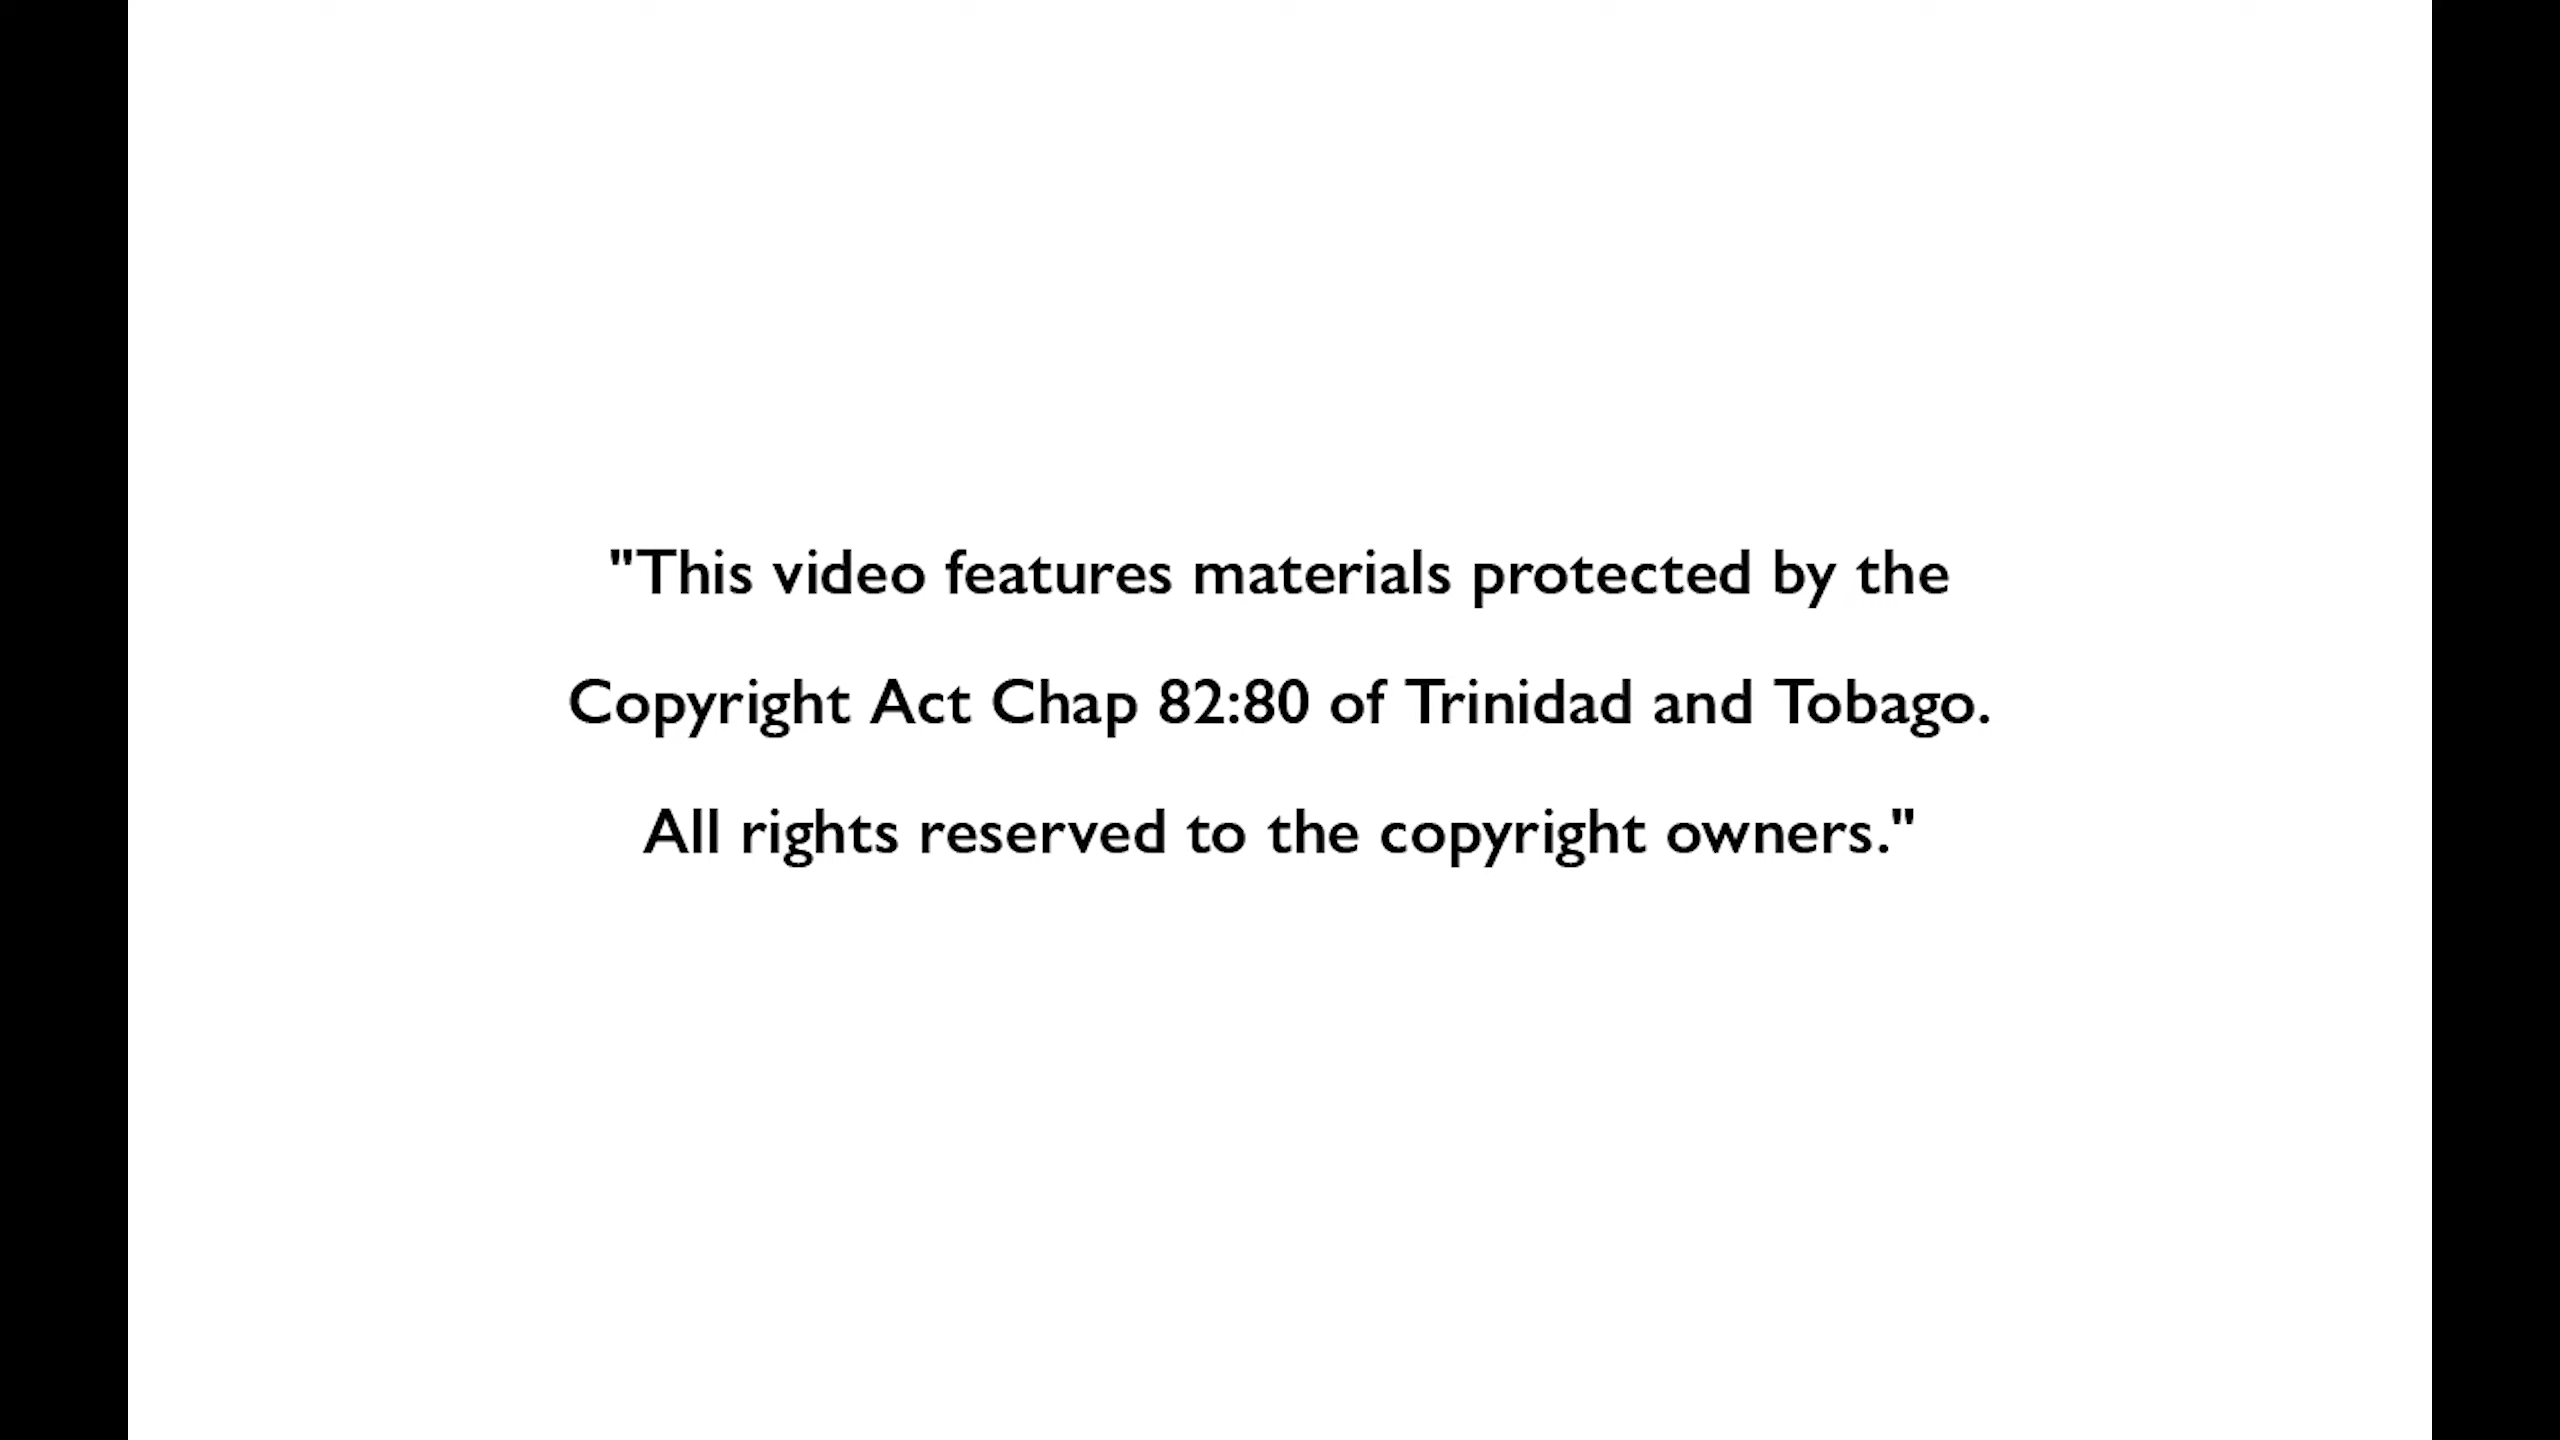 "This video features materials protected by the
Copyright Act Chap 82:80 of Trinidad and Tobago.
All rights reserved to the copyright owners."